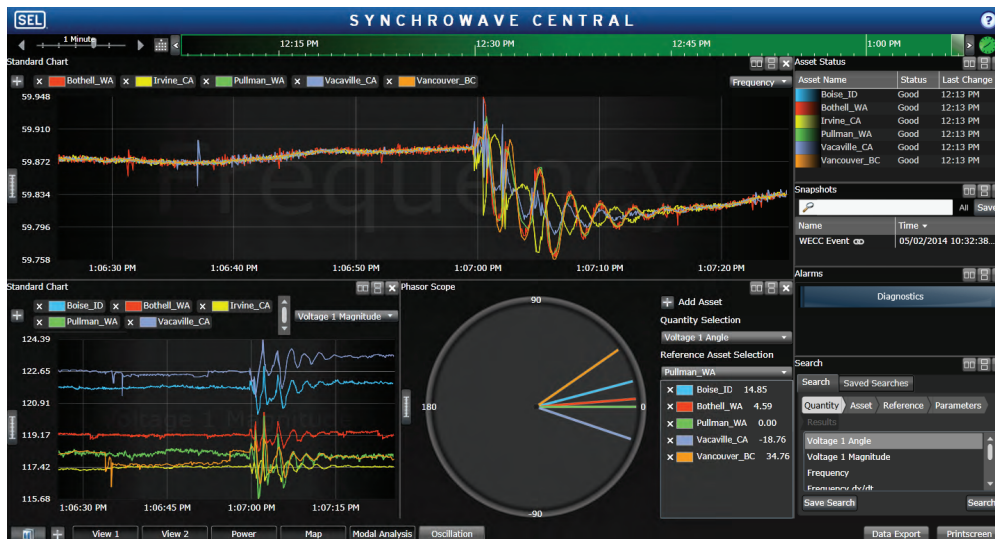 SEL SYNCHROWAVE CENTRAL ?
1 Minute 12:15 PM 12:30 PM 12:45 PM 1:00 PM
Standard Chart
Bothell_WA Irvine_CA Pullman_WA Vacaville_CA Vancouver_BC Frequency
59.948
59.910
59.872
59.834
59.796
59.758
Frequency
1:06:30 PM 1:06:40 PM 1:06:50 PM 1:07:00 PM 1:07:10 PM 1:07:20 PM
Asset Status
Asset Name Status Last Change
Boise_ID Good 12:13 PM
Bothell_WA Good 12:13 PM
Irvine_CA Good 12:13 PM
Pullman_WA Good 12:13 PM
Vacaville_CA Good 12:13 PM
Vancouver_BC Good 12:13 PM
Snapshots
All Save
Name Time
WECC Event 05/02/2014 10:32:38...
Alarms
Diagnostics
Standard Chart
Boise_ID Bothell_WA Irvine_CA
Pullman_WA Vacaville_CA
Voltage 1 Magnitude
124.39
122.65
120.91
119.17
117.42
115.68
1:06:30 PM 1:06:45 PM 1:07:00 PM 1:07:15 PM
Phasor Scope
90
180
0
-90
Add Asset
Quantity Selection
Voltage 1 Angle
Reference Asset Selection
Pullman_WA
Boise_ID 14.85
Bothell_WA 4.59
Pullman_WA 0.00
Vacaville_CA -18.76
Vancouver_BC 34.76
Search
Search Saved Searches
Quantity Asset Reference Parameters
Results
Voltage 1 Angle
Voltage 1 Magnitude
Frequency
Frequency dx/dt
Save Search Search
View 1 View 2 Power Map Modal Analysis Oscillation Data Export Printscreen